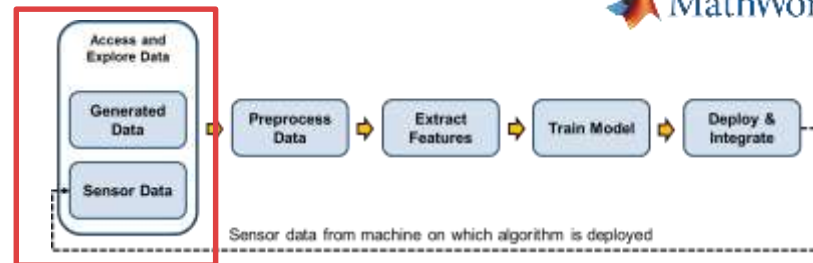 MathWor
Access and
Explore Data
Generated
Data
Sensor Data
Preprocess
Data
Extract
Features
Train Model
Deploy &
Integrate
Sensor data from machine on which algorithm is deployed